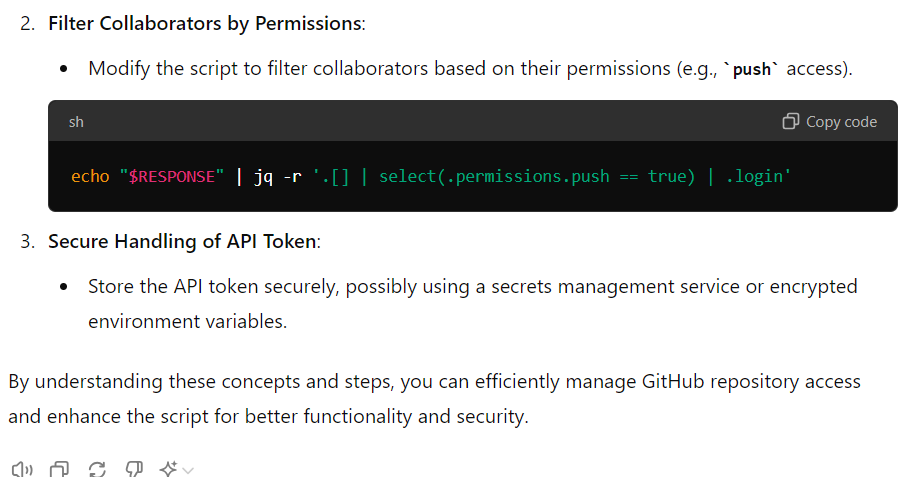 2. Filter Collaborators by Permissions:
• Modify the script to filter collaborators based on their permissions (e.g., `push` access).
sh
Copy code
echo "$RESPONSE" | jq -r '.[] | select(.permissions.push == true) | .login'
3. Secure Handling of API Token:
• Store the API token securely, possibly using a secrets management service or encrypted
environment variables.
By understanding these concepts and steps, you can efficiently manage GitHub repository access
and enhance the script for better functionality and security.